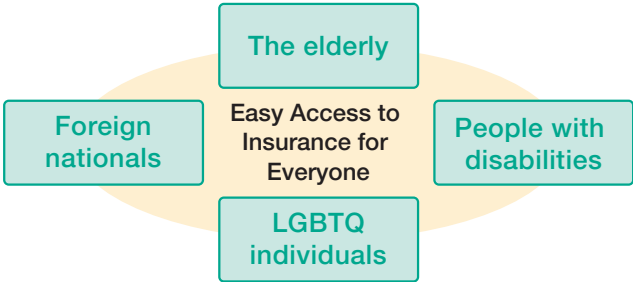 The elderly
Foreign
nationals
Easy Access to
Insurance for
Everyone
People with
disabilities
LGBTQ
individuals